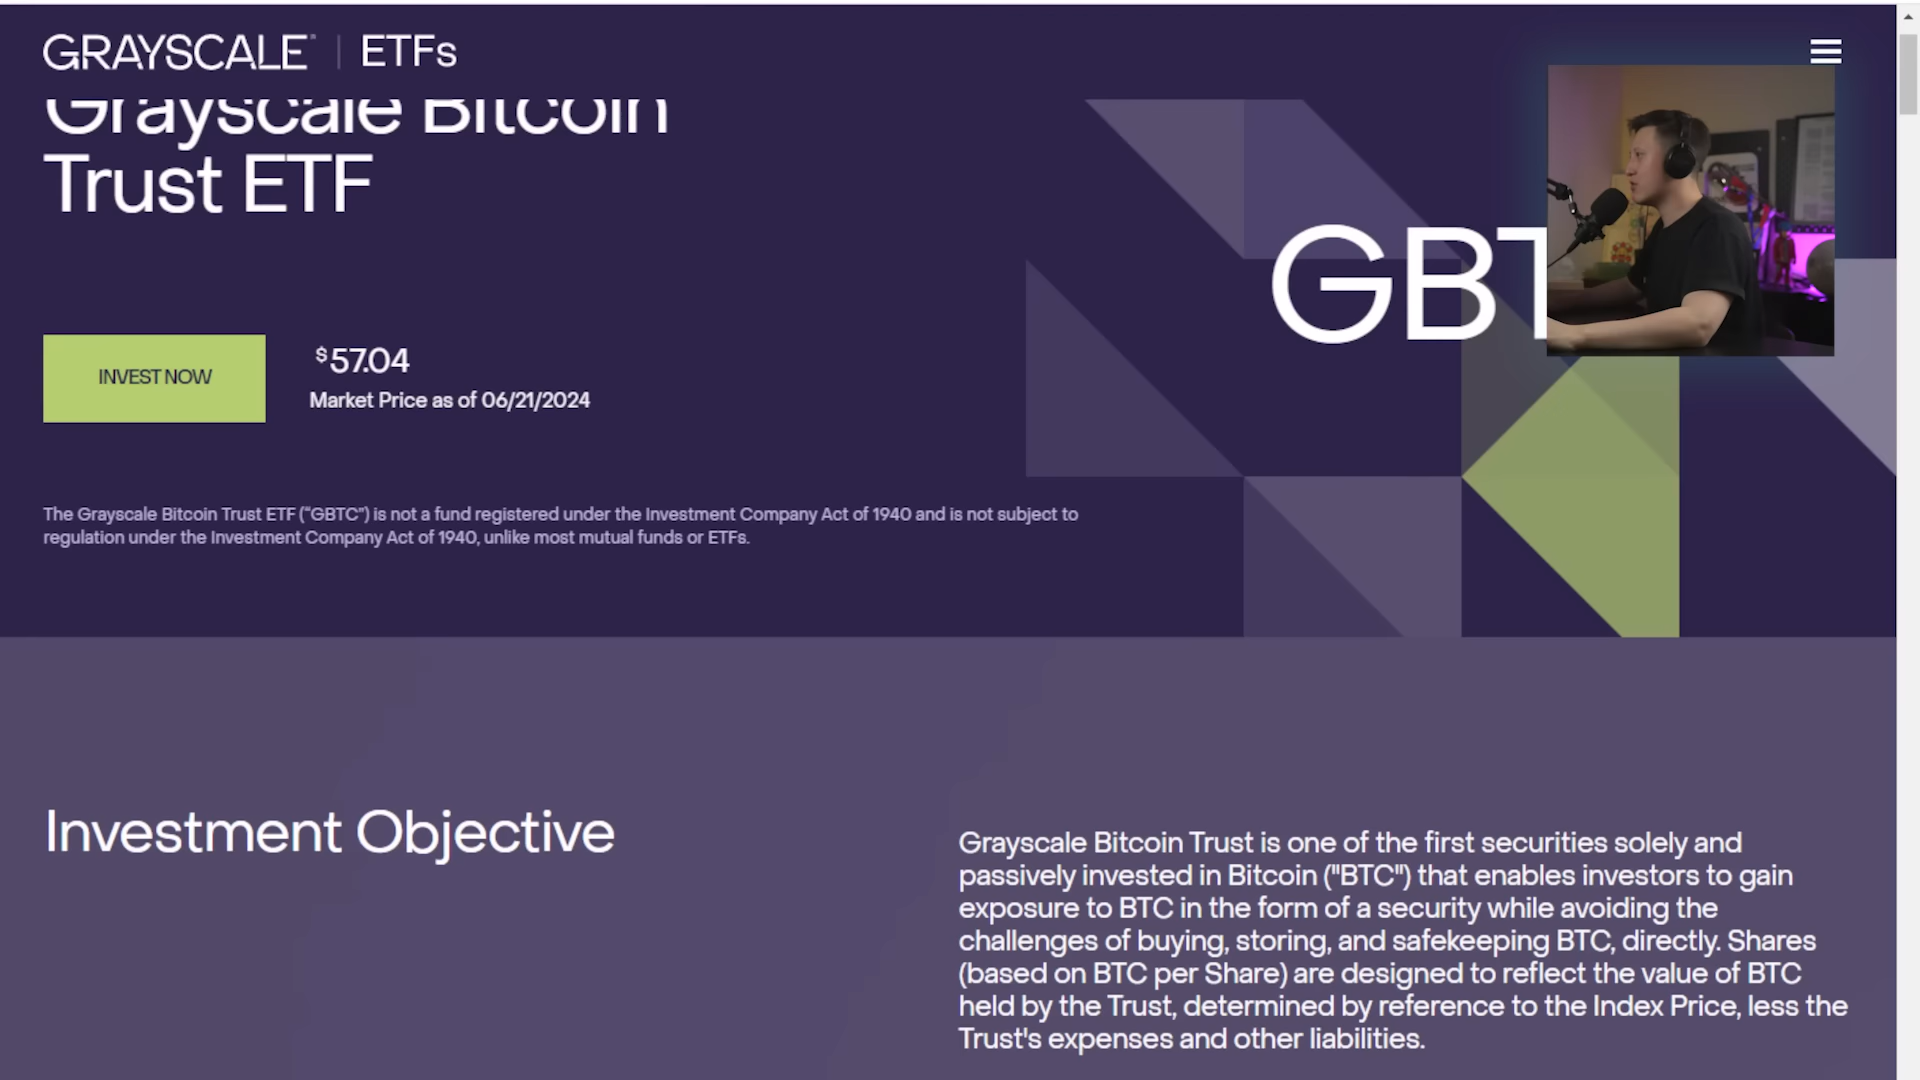 GRAYSCALE | ETFs
Grayscale Bitcoin
Trust ETF
GBT
INVEST NOW
$57.04
Market Price as of 06/21/2024
The Grayscale Bitcoin Trust ETF ("GBTC") is not a fund registered under the Investment Company Act of 1940 and is not subject to
regulation under the Investment Company Act of 1940, unlike most mutual funds or ETFs.
Investment Objective
Grayscale Bitcoin Trust is one of the first securities solely and
passively invested in Bitcoin ("BTC") that enables investors to gain
exposure to BTC in the form of a security while avoiding the
challenges of buying, storing, and safekeeping BTC, directly. Shares
(based on BTC per Share) are designed to reflect the value of BTC
held by the Trust, determined by reference to the Index Price, less the
Trust's expenses and other liabilities.